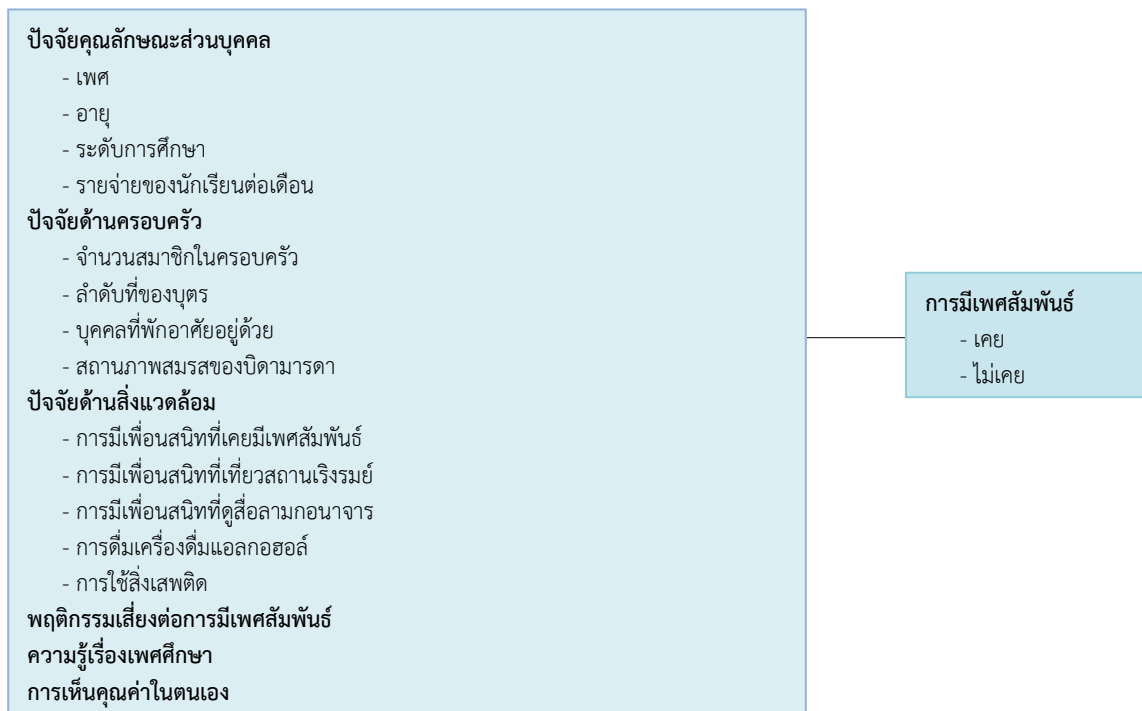 ปัจจัยคุณลักษณะส่วนบุคคล
- เพศ
- อายุ
- ระดับการศึกษา
- รายจ่ายของนักเรียนต่อเดือน
ปัจจัยด้านครอบครัว
- จำนวนสมาชิกในครอบครัว
- ลำดับที่ของบุตร
- บุคคลที่พักอาศัยอยู่ด้วย
- สถานภาพสมรสของบิดามารดา
ปัจจัยด้านสิ่งแวดล้อม
- การมีเพื่อนสนิทที่เคยมีเพศสัมพันธ์
- การมีเพื่อนสนิทที่เที่ยวสถานเริงรมย์
- การมีเพื่อนสนิทที่ดูสื่อลามกอนาจาร
- การดื่มเครื่องดื่มแอลกอฮอล์
- การใช้สิ่งเสพติด
พฤติกรรมเสี่ยงต่อการมีเพศสัมพันธ์
ความรู้เรื่องเพศศึกษา
การเห็นคุณค่าในตนเอง
การมีเพศสัมพันธ์
- เคย
- ไม่เคย